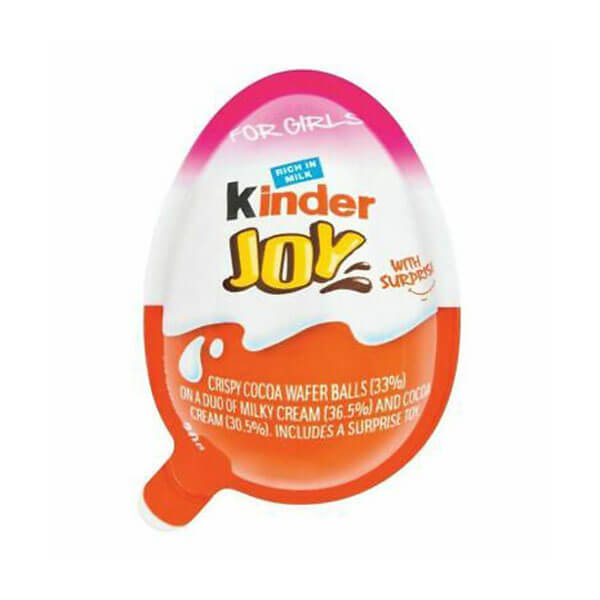 FOR GIRLS
RICH IN
MILK
Kinder
JOY
WITH
SURPRISE
CRISPY COCOA WAFER BALLS (33%)
ON A DUO OF MILKY CREAM (36.5%) AND COCOA
CREAM (30.5%). INCLUDES A SURPRISE TOY.
20g